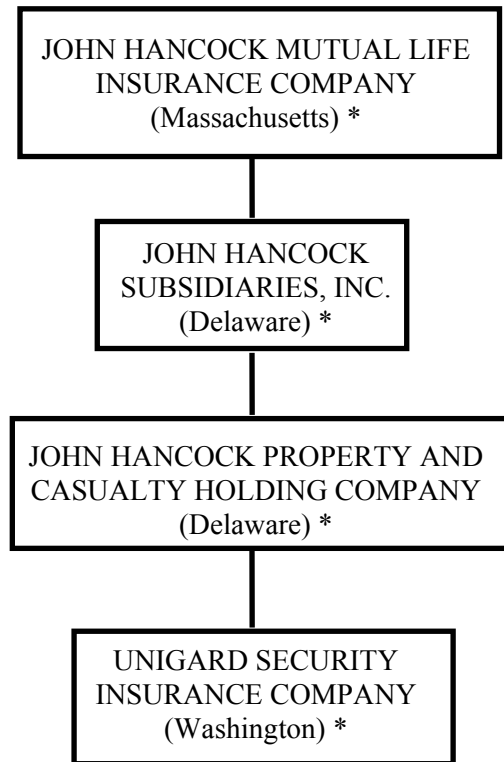 JOHN HANCOCK MUTUAL LIFE
INSURANCE COMPANY
(Massachusetts) *
JOHN HANCOCK
SUBSIDIARIES, INC.
(Delaware) *
JOHN HANCOCK PROPERTY AND
CASUALTY HOLDING COMPANY
(Delaware) *
UNIGARD SECURITY
INSURANCE COMPANY
(Washington) *